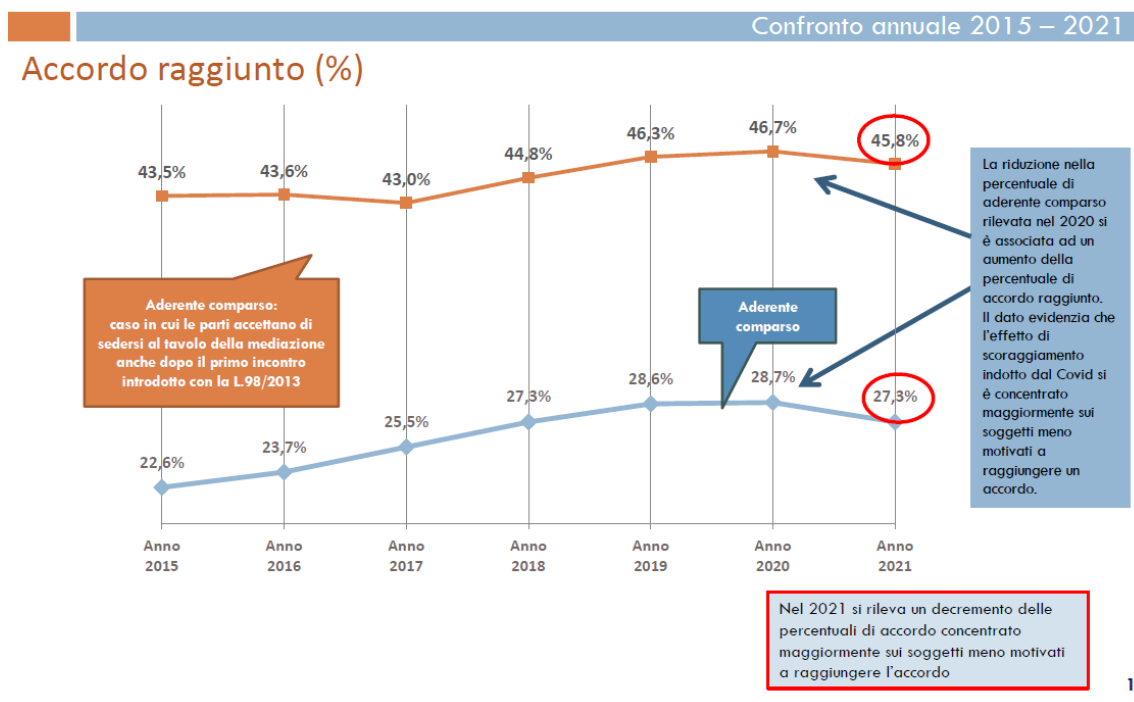 Confronto annuale 2015 – 2021
Accordo raggiunto (%)
43,5%
43,6%
43,0%
44,8%
46,3%
46,7%
45,8%
La riduzione nella
percentuale di
aderente comparso
rilevata nel 2020 si
è associata ad un
aumento della
percentuale di
accordo raggiunto.
Il dato evidenzia che
l'effetto di
scoraggiamento
indotto dal Covid si
è concentrato
maggiormente sui
soggetti meno
motivati a
raggiungere un
accordo.
Aderente comparso:
caso in cui le parti accettano di
sedersi al tavolo della mediazione
anche dopo il primo incontro
introdotto con la L.98/2013
Aderente
comparso
22,6%
23,7%
25,5%
27,3%
28,6%
28,7%
27,3%
Anno
2015
Anno
2016
Anno
2017
Anno
2018
Anno
2019
Anno
2020
Anno
2021
Nel 2021 si rileva un decremento delle
percentuali di accordo concentrato
maggiormente sui soggetti meno motivati
a raggiungere l'accordo
1